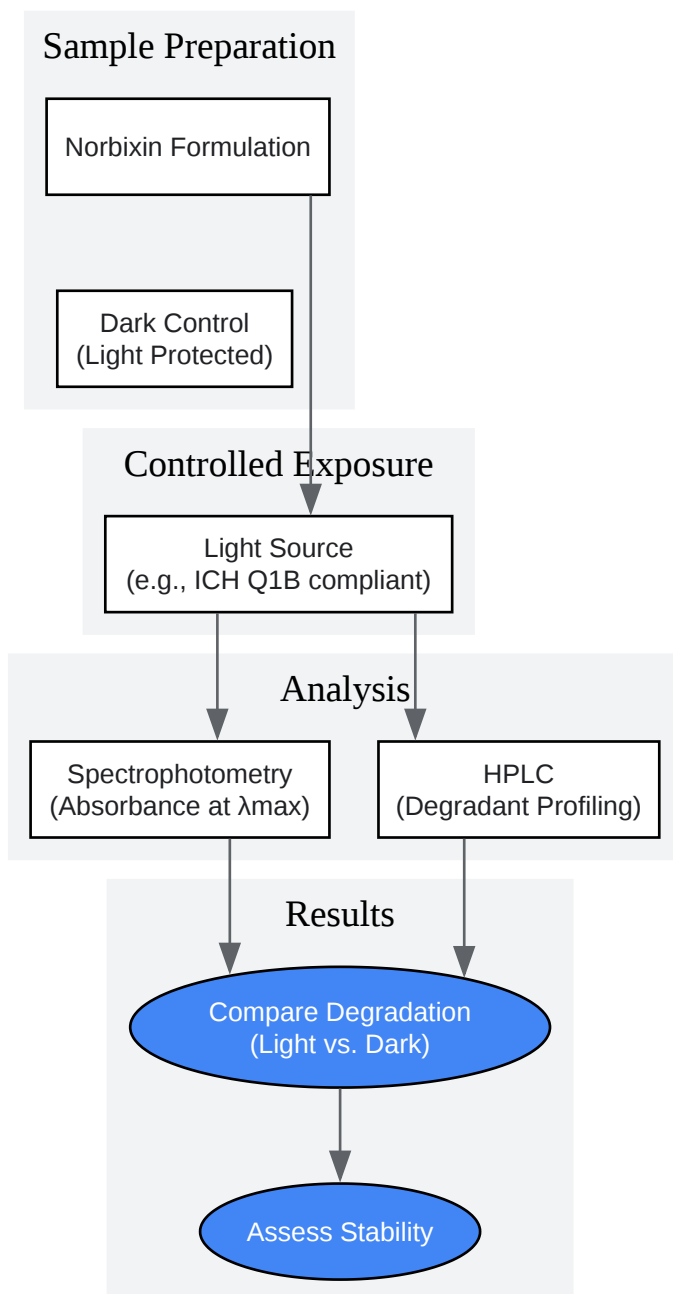 Sample Preparation
Norbixin Formulation
Dark Control
(Light Protected)
Controlled Exposure
Light Source
(e.g., ICH Q1B compliant)
Analysis
Spectrophotometry
(Absorbance at λmax)
HPLC
(Degradant Profiling)
Results
Compare Degradation
(Light vs. Dark)
Assess Stability